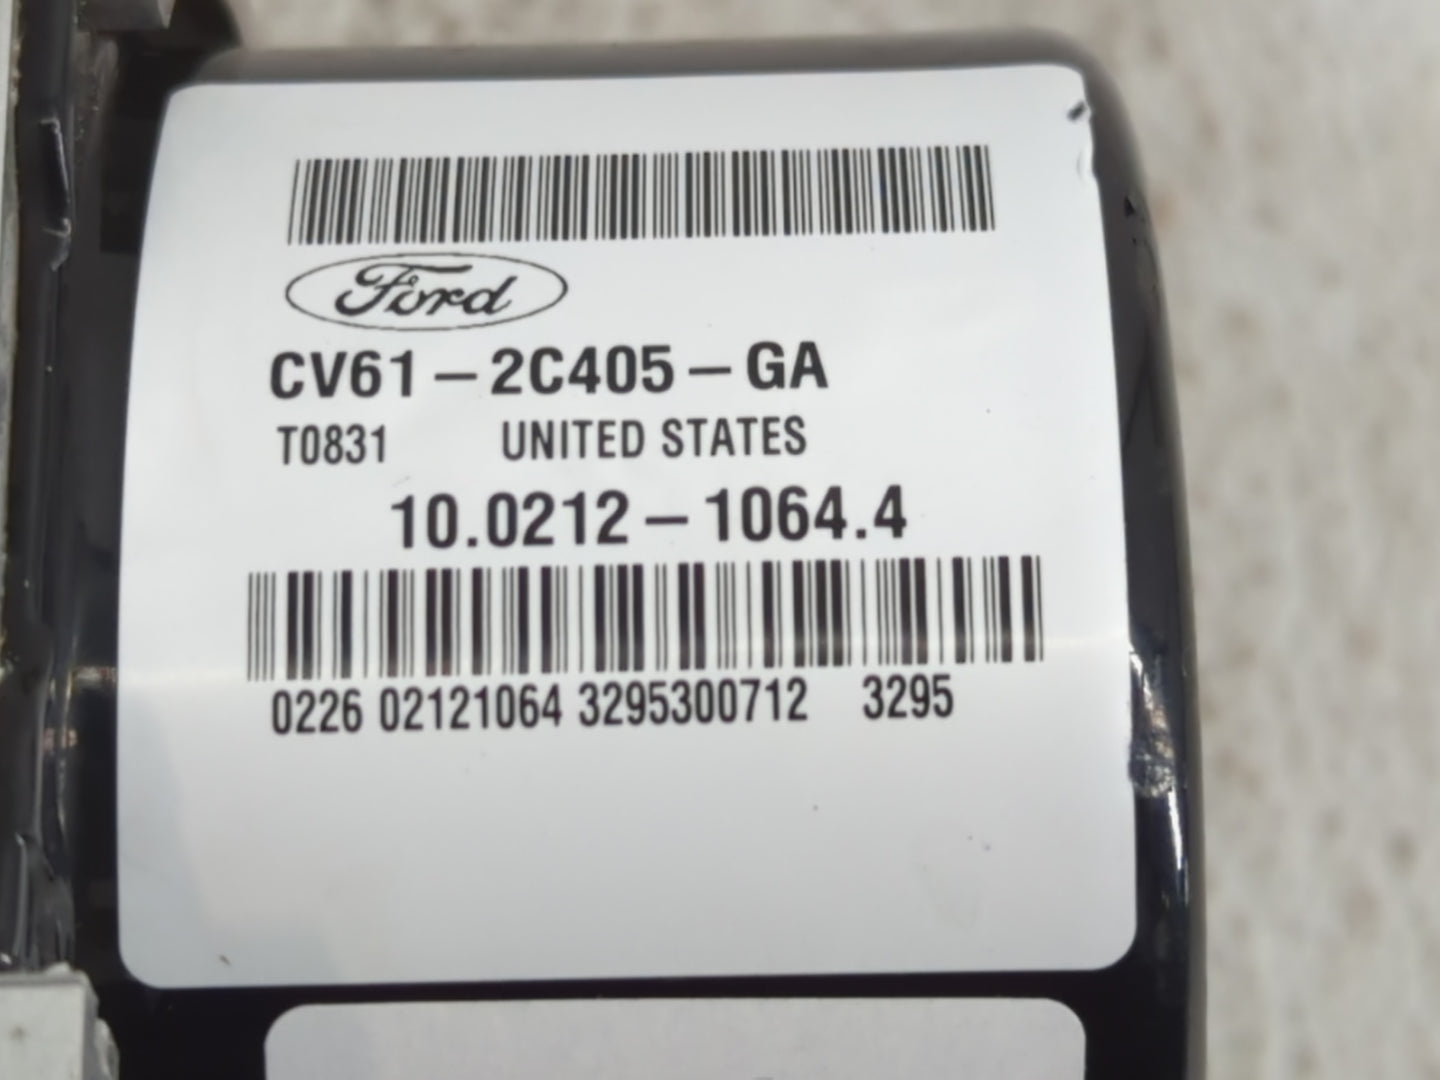 Ford
CV61-2C405-GA
T0831 UNITED STATES
10.0212-1064.4
0226 02121064 3295300712 3295